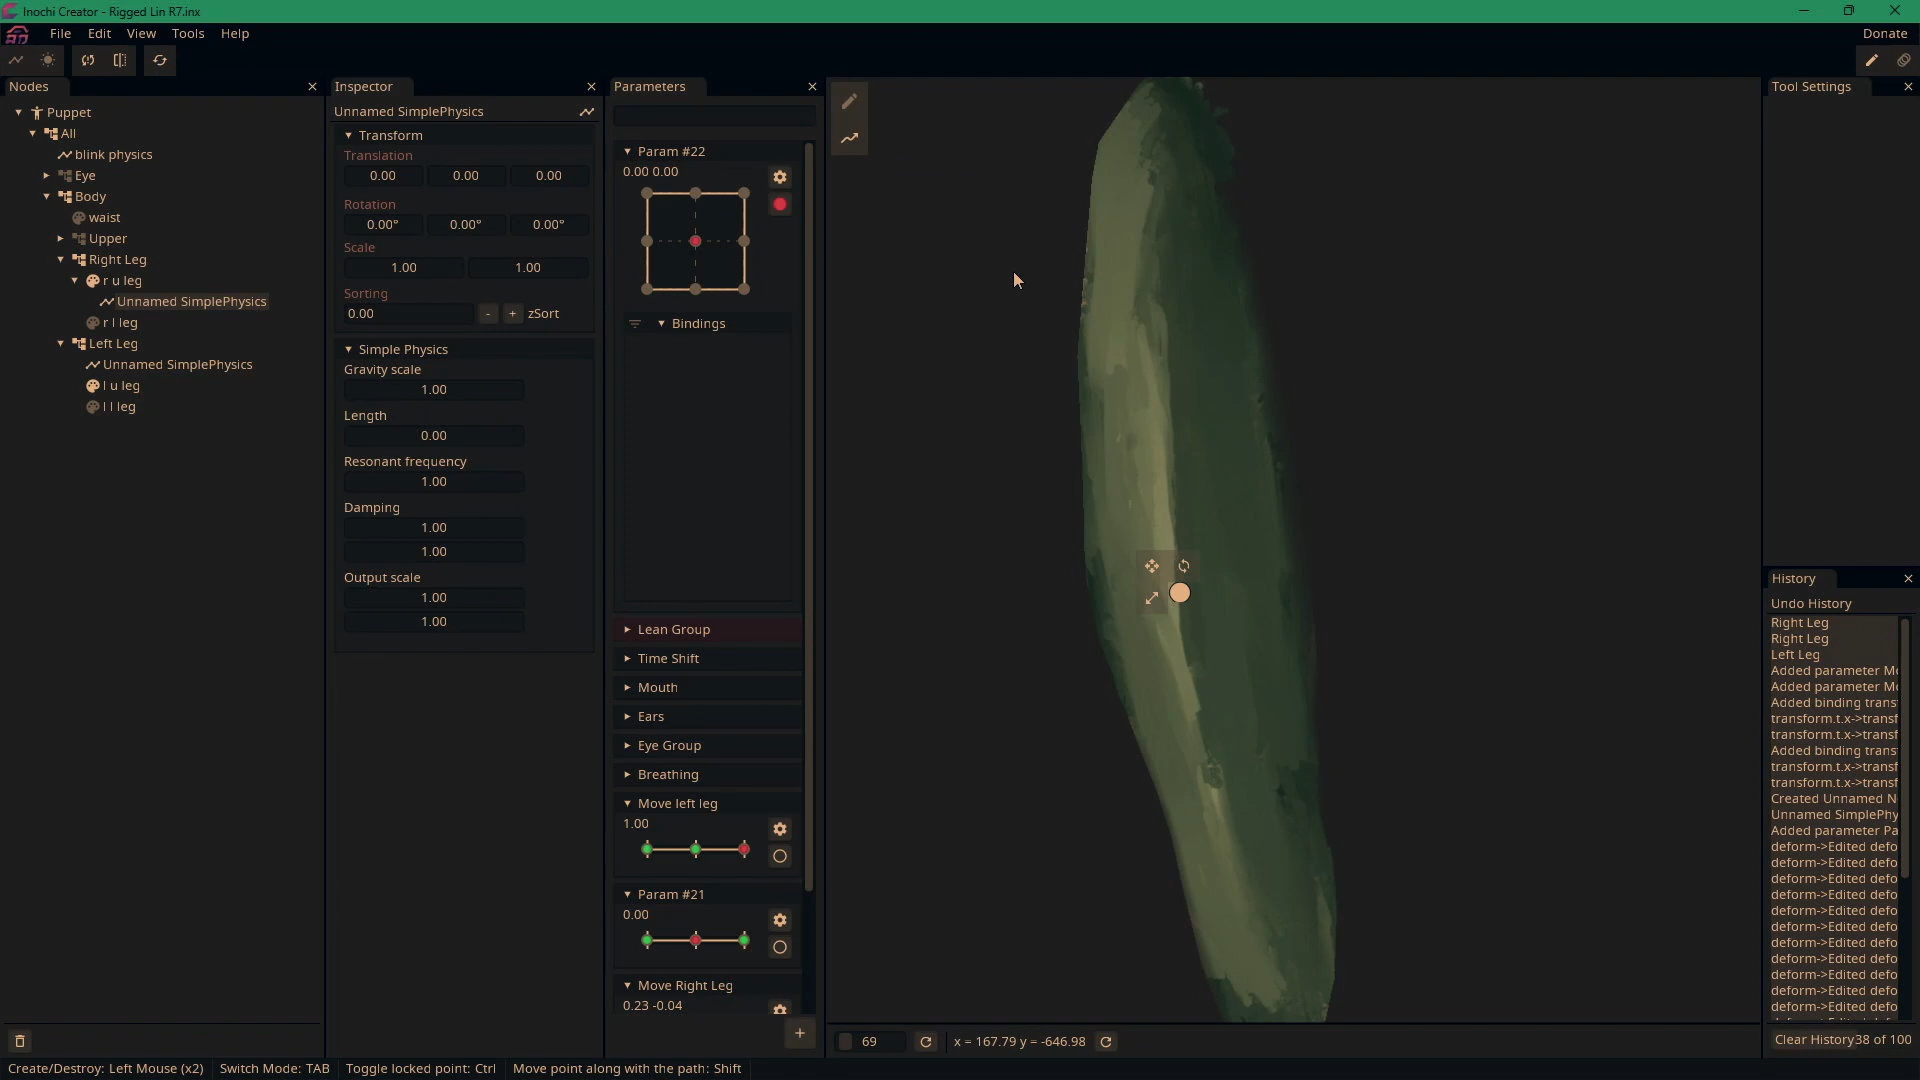 Inochi Creator - Rigged Lin R7.inx
File Edit View Tools Help
Donate
Nodes
Puppet
All
blink physics
Eye
Body
waist
Upper
Right Leg
r u leg
Unnamed SimplePhysics
r l leg
Left Leg
Unnamed SimplePhysics
l u leg
l l leg
Inspector
Unnamed SimplePhysics
Transform
Translation
0.00 0.00 0.00
Rotation
0.00° 0.00° 0.00°
Scale
1.00 1.00
Sorting
0.00 - + zSort
Simple Physics
Gravity scale
1.00
Length
0.00
Resonant frequency
1.00
Damping
1.00
1.00
Output scale
1.00
1.00
Parameters
Param #22
0.00 0.00
Bindings
Lean Group
Time Shift
Mouth
Ears
Eye Group
Breathing
Move left leg
1.00
Param #21
0.00
Move Right Leg
0.23 -0.04
+
69
x = 167.79 y = -646.98
Tool Settings
History
Undo History
Right Leg
Right Leg
Left Leg
Added parameter Mo
Added parameter Mo
Added binding trans
transform.t.x->transf
transform.t.x->transf
Added binding trans
transform.t.x->transf
transform.t.x->transf
Created Unnamed N
Unnamed SimplePhy
Added parameter Pa
deform->Edited defo
deform->Edited defo
deform->Edited defo
deform->Edited defo
deform->Edited defo
deform->Edited defo
deform->Edited defo
deform->Edited defo
deform->Edited defo
deform->Edited defo
deform->Edited defo
Clear History 38 of 100
Create/Destroy: Left Mouse (x2) Switch Mode: TAB Toggle locked point: Ctrl Move point along with the path: Shift